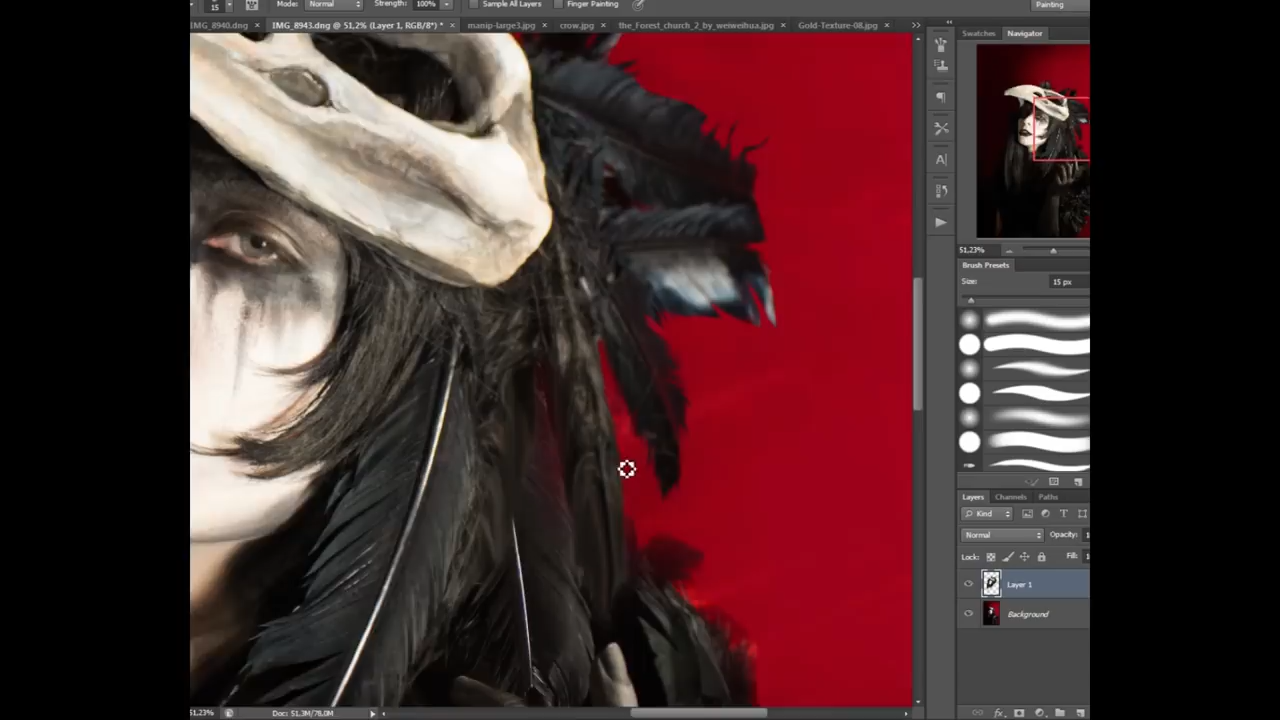 15 Mode: Normal Strength: 100% Sample All Layers Finger Painting Painting
IMG_8940.dng × IMG_8943.dng @ 51,2% (Layer 1, RGB/8*) * × manip-large3.jpg × crow.jpg × the_Forest_church_2_by_weiweihua.jpg × Gold-Texture-08.jpg × »
Swatches Navigator
51.23%
Brush Presets
Size: 15 px
Layers Channels Paths
Kind
Normal Opacity: 1
Lock: Fill: 1
Layer 1
Background
51.23% Doc: 51.3M/78.0M